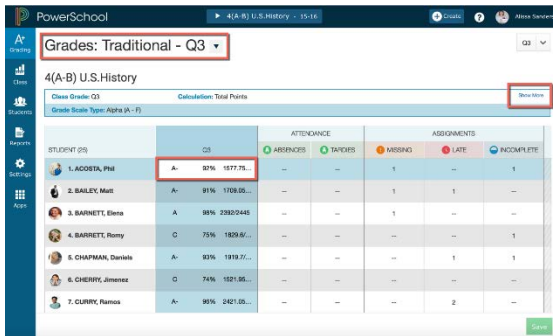 PowerSchool
4(A-B) U.S.History - 15-16
Create
Alissa Sanders
Grading
Grades: Traditional - Q3
Q3
Class
4(A-B) U.S.History
Class Grade: Q3 Calculation: Total Points Show More
Students
Grade Scale Type: Alpha (A - F)
Reports
ATTENDANCE ASSIGNMENTS
STUDENT (25) Q3 ABSENCES TARDIES MISSING LATE INCOMPLETE
Settings
1. ACOSTA, Phil A- 92% 1577.75... -- -- 1 -- 1
Apps
2. BAILEY, Matt A- 91% 1709.05... -- -- 1 1 --
3. BARNETT, Elena A 98% 2392/2445 -- -- 1 -- --
4. BARRETT, Romy C 75% 1829.6/... -- -- -- -- 1
5. CHAPMAN, Daniels A- 93% 1919.7/... -- -- -- 1 1
6. CHERRY, Jimenez C 74% 1521.95... -- -- -- -- --
7. CURRY, Ramos A- 96% 2421.05... -- -- -- 2 --
Save